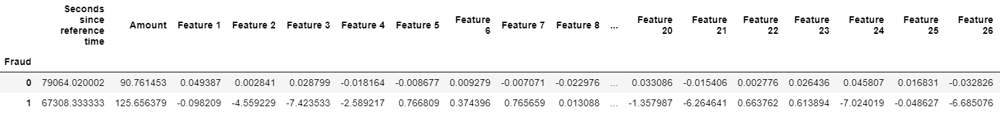 Seconds since reference time Amount Feature 1 Feature 2 Feature 3 Feature 4 Feature 5 Feature 6 Feature 7 Feature 8 ... Feature 20 Feature 21 Feature 22 Feature 23 Feature 24 Feature 25 Feature 26
Fraud
0 79064.020002 90.761453 0.049387 0.002841 0.028799 -0.018164 -0.008677 0.009279 -0.007071 -0.022976 ... 0.033086 -0.015406 0.002776 0.026436 0.045807 0.016831 -0.032826
1 67308.333333 125.656379 -0.098209 -4.559229 -7.423533 -2.589217 0.766809 0.374396 0.765659 0.013088 ... -1.357987 -6.264641 0.663762 0.613894 -7.024019 -0.048627 -6.685076